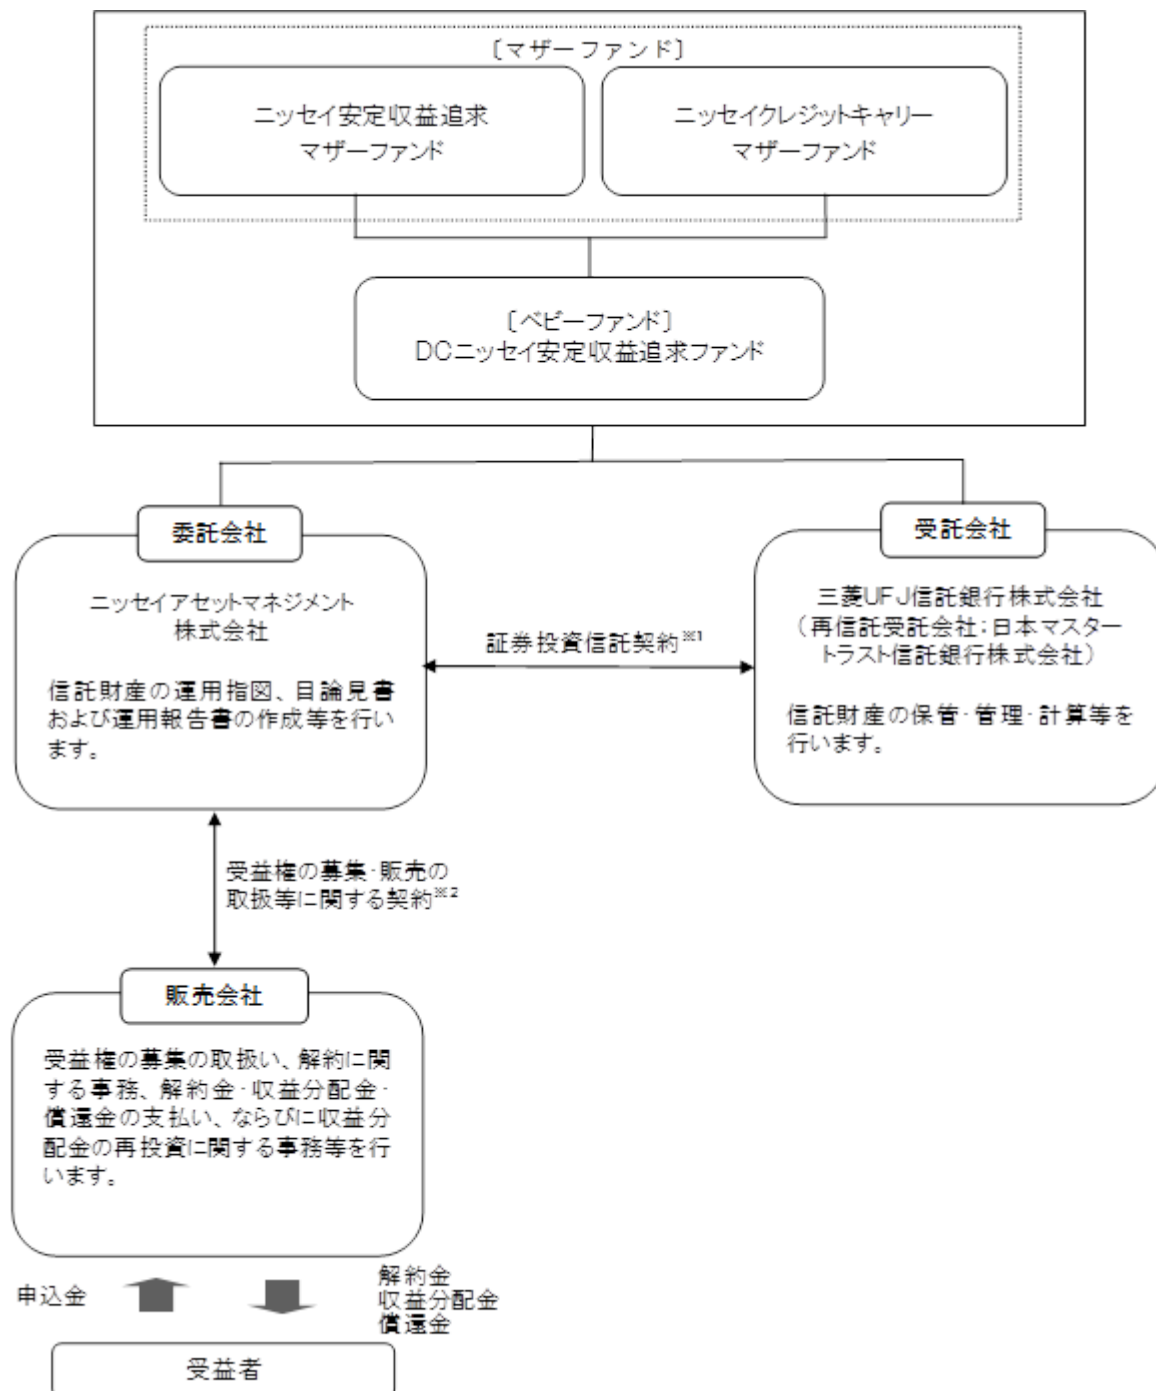 〔マザーファンド〕
ニッセイ安定収益追求
マザーファンド
ニッセイクレジットキャリー
マザーファンド
〔ベビーファンド〕
DCニッセイ安定収益追求ファンド
委託会社
ニッセイアセットマネジメント
株式会社
信託財産の運用指図、目論見書
および運用報告書の作成等を行い
ます。
証券投資信託契約※1
受託会社
三菱UFJ信託銀行株式会社
(再信託受託会社:日本マスター
トラスト信託銀行株式会社)
信託財産の保管・管理・計算等を
行います。
受益権の募集・販売の
取扱等に関する契約※2
販売会社
受益権の募集の取扱い、解約に関
する事務、解約金・収益分配金・
償還金の支払い、ならびに収益分
配金の再投資に関する事務等を行
います。
申込金
解約金
収益分配金
償還金
受益者